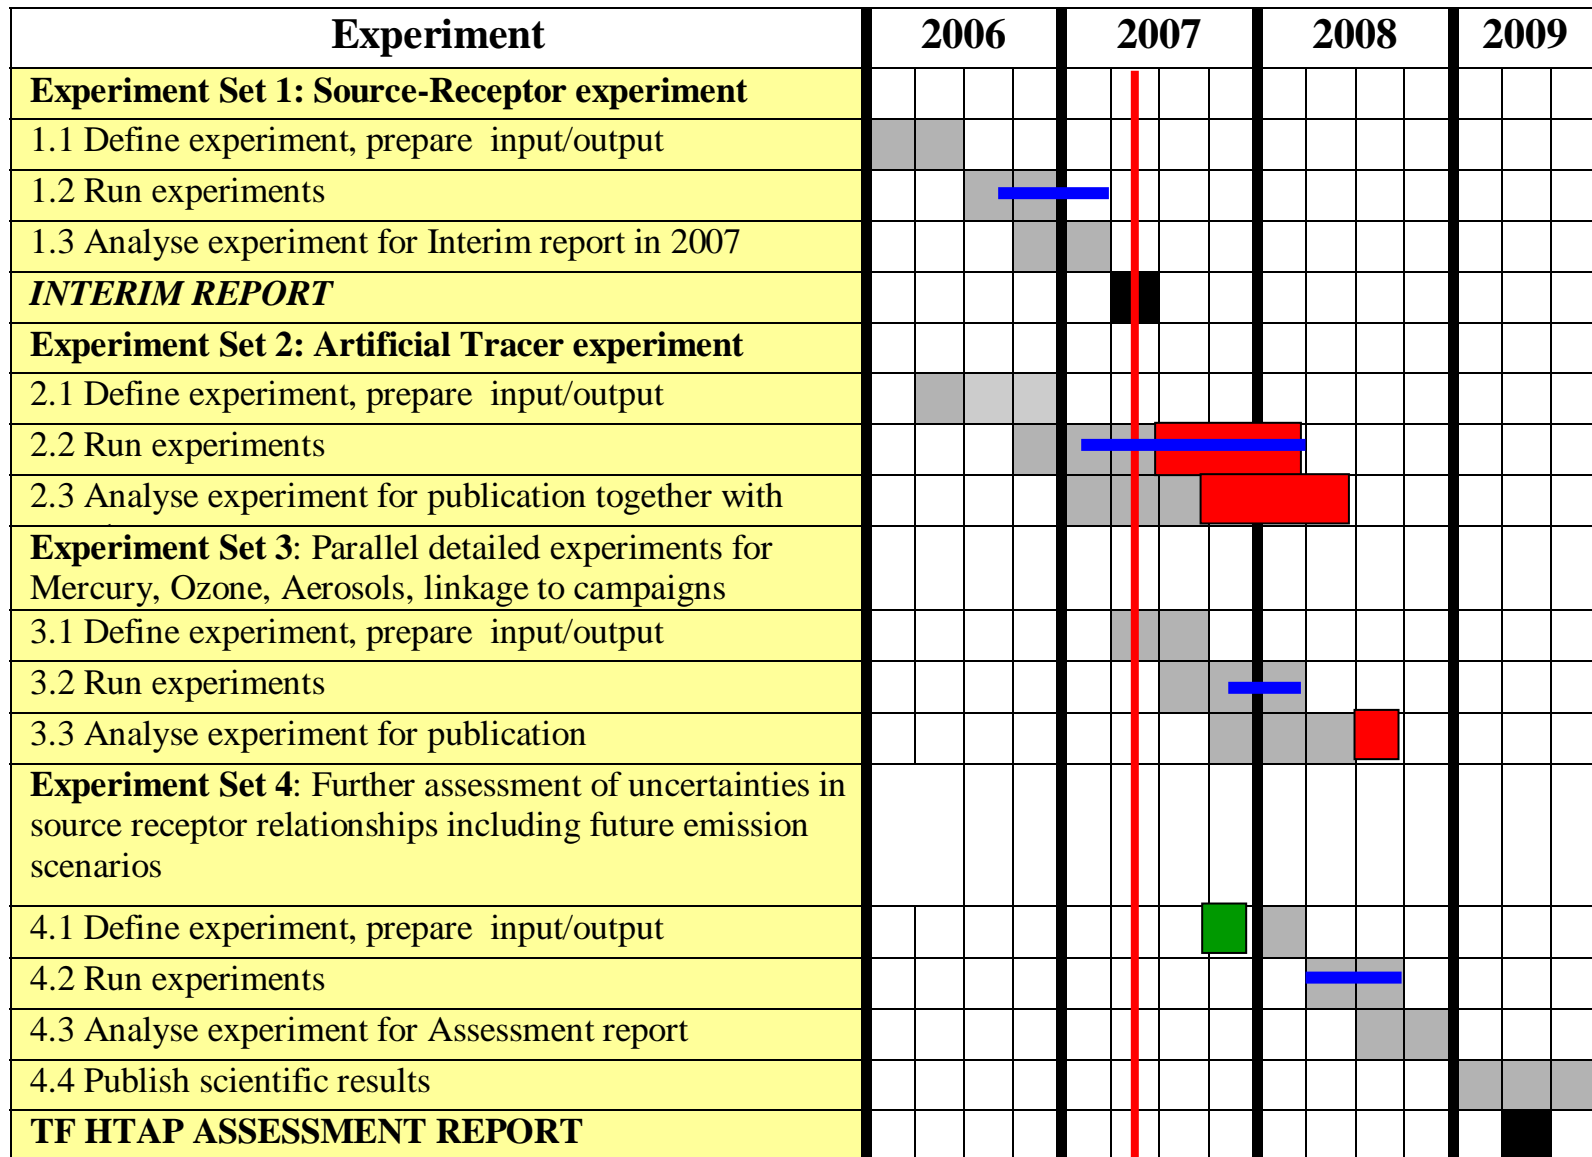 Experiment 2006 2007 2008 2009
Experiment Set 1: Source-Receptor experiment
1.1 Define experiment, prepare input/output
1.2 Run experiments
1.3 Analyse experiment for Interim report in 2007
INTERIM REPORT
Experiment Set 2: Artificial Tracer experiment
2.1 Define experiment, prepare input/output
2.2 Run experiments
2.3 Analyse experiment for publication together with
Experiment Set 3: Parallel detailed experiments for
Mercury, Ozone, Aerosols, linkage to campaigns
3.1 Define experiment, prepare input/output
3.2 Run experiments
3.3 Analyse experiment for publication
Experiment Set 4: Further assessment of uncertainties in
source receptor relationships including future emission
scenarios
4.1 Define experiment, prepare input/output
4.2 Run experiments
4.3 Analyse experiment for Assessment report
4.4 Publish scientific results
TF HTAP ASSESSMENT REPORT